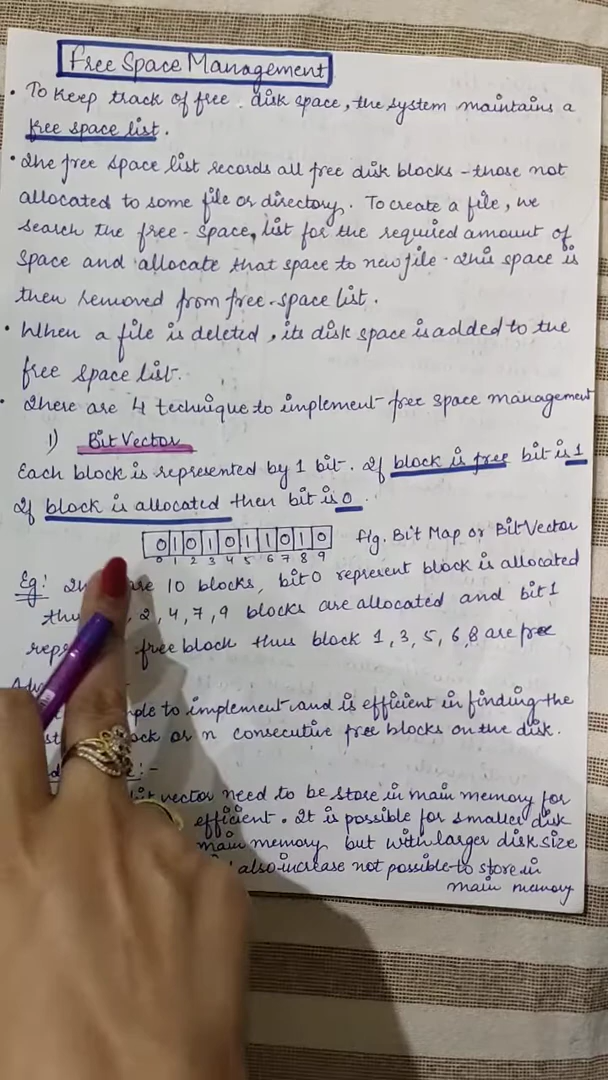 Free Space Management
• To keep track of free disk space, the system maintains a
free space list.
• The free space list records all free disk blocks - those not
allocated to some file or directory. To create a file, we
search the free-space, list for the required amount of
space and allocate that space to new file. This space is
then removed from free-space list.
• When a file is deleted, its disk space is added to the
free space list.
• There are 4 technique to implement free space management
1) Bit Vector
Each block is represented by 1 bit. If block is free bit is 1
If block is allocated then bit is 0.
0 1 0 1 0 1 1 0 1 0 fig. Bit Map or Bit Vector
0 1 2 3 4 5 6 7 8 9
Eg: 10 blocks, bit 0 represent block is allocated
2, 4, 7, 9 blocks are allocated and bit 1
free block thus block 1, 3, 5, 6, 8 are free
to implement and is efficient in finding the
or n consecutive free blocks on the disk.
:-
vector need to be store in main memory for
efficient. It is possible for smaller disk
main memory but with larger disk size
also increase not possible to store in
main memory